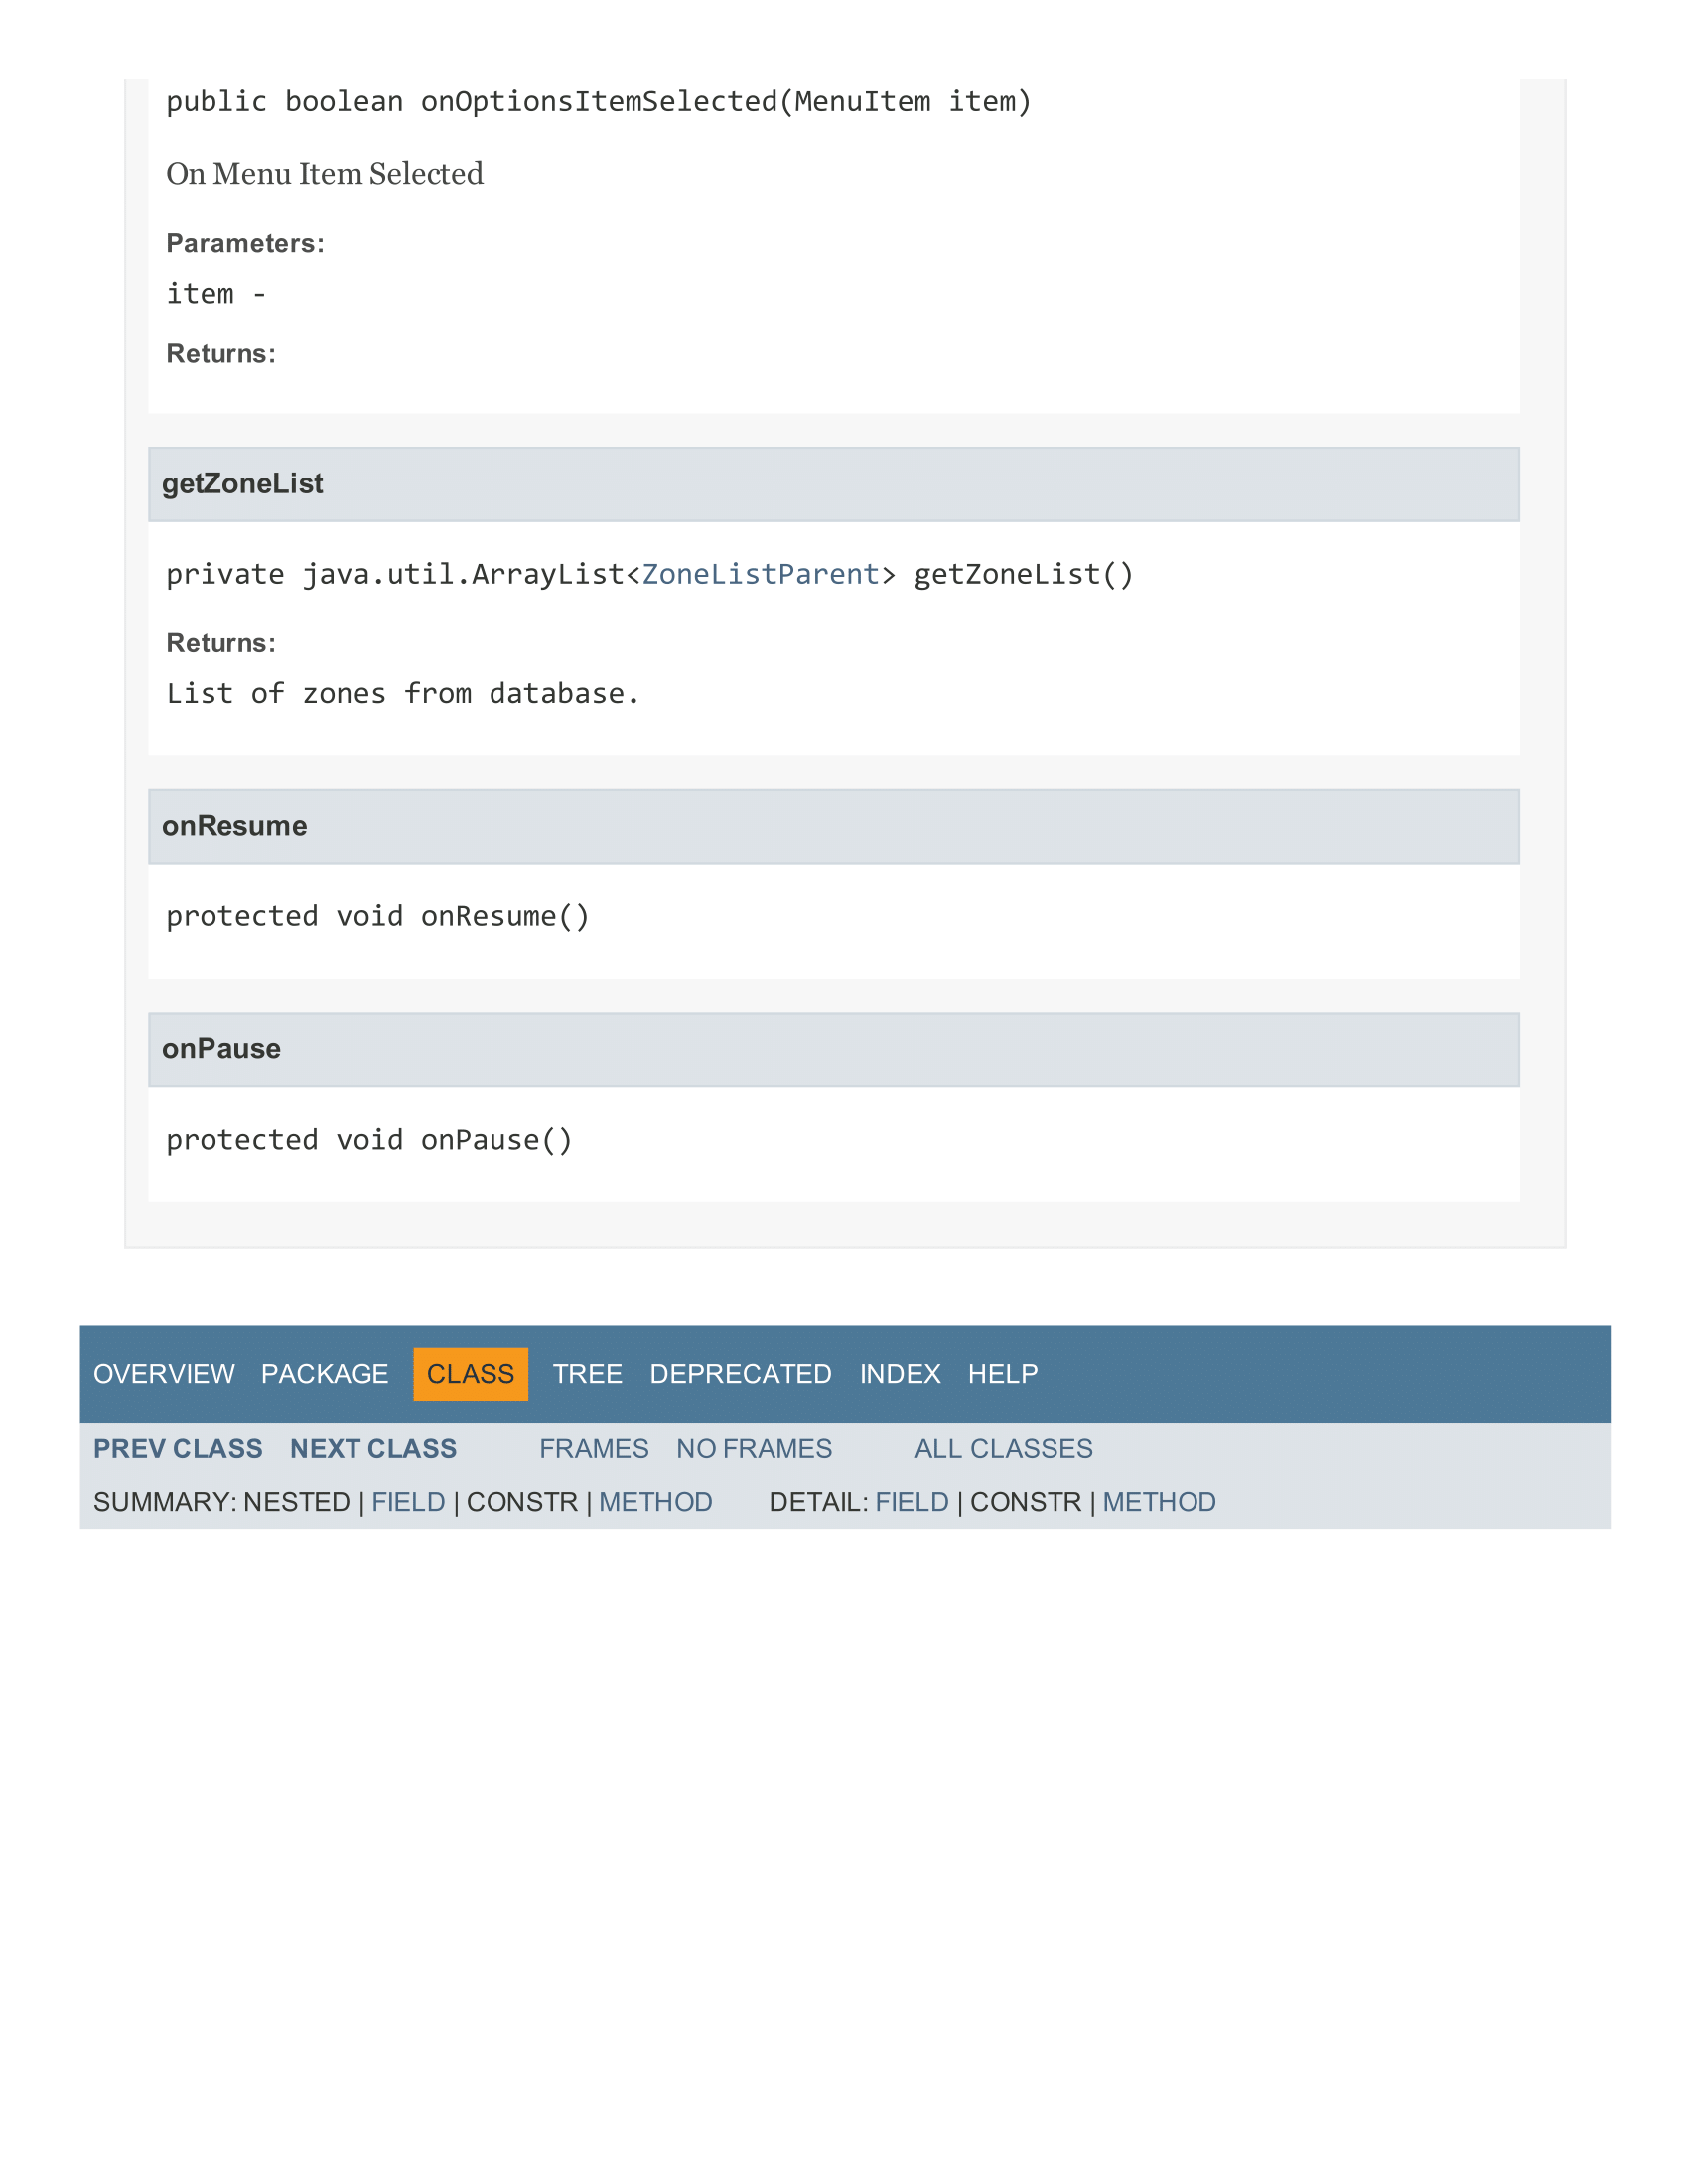 public boolean onOptionsItemSelected(MenuItem item)
On Menu Item Selected
Parameters:
item -
Returns:
getZoneList
private java.util.ArrayList<ZoneListParent> getZoneList()
Returns:
List of zones from database.
onResume
protected void onResume()
onPause
protected void onPause()
OVERVIEW PACKAGE CLASS TREE DEPRECATED INDEX HELP
PREV CLASS NEXT CLASS FRAMES NO FRAMES ALL CLASSES
SUMMARY: NESTED | FIELD | CONSTR | METHOD DETAIL: FIELD | CONSTR | METHOD